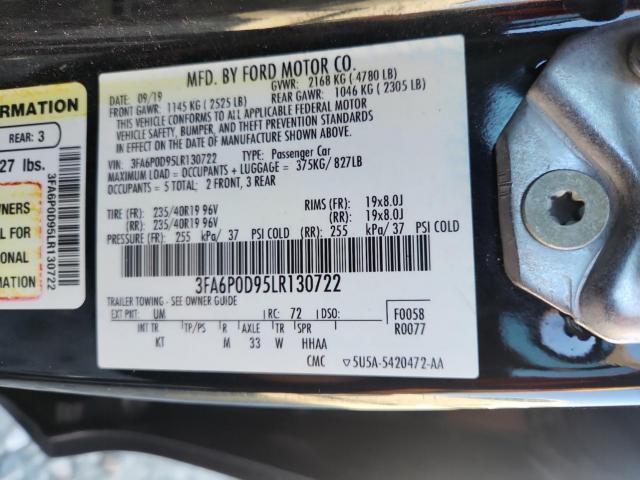 MFD. BY FORD MOTOR CO.
DATE: 09/19 GVWR: 2168 KG ( 4780 LB)
FRONT GAWR: 1145 KG ( 2525 LB) REAR GAWR: 1046 KG ( 2305 LB)
THIS VEHICLE CONFORMS TO ALL APPLICABLE FEDERAL MOTOR
VEHICLE SAFETY, BUMPER, AND THEFT PREVENTION STANDARDS
IN EFFECT ON THE DATE OF MANUFACTURE SHOWN ABOVE.
VIN: 3FA6P0D95LR130722 TYPE: Passenger Car
MAXIMUM LOAD = OCCUPANTS + LUGGAGE = 375KG/ 827LB
OCCUPANTS = 5 TOTAL: 2 FRONT, 3 REAR
TIRE (FR): 235/40R19 96V RIMS (FR): 19x8.0J
(RR): 235/40R19 96V (RR): 19x8.0J
PRESSURE (FR): 255 kPa/ 37 PSI COLD (RR): 255 kPa/ 37 PSI COLD
3FA6P0D95LR130722
TRAILER TOWING - SEE OWNER GUIDE
EXT PNT: UM RC: 72 DSO: F0058
R0077
INT TR TP/PS R AXLE TR SPR
KT M 33 W HHAA
CMC 5U5A-5420472-AA
ORMATION
REAR: 3
27 lbs.
WNERS
L FOR
ONAL
MATION
3FA6P0D95LR130722